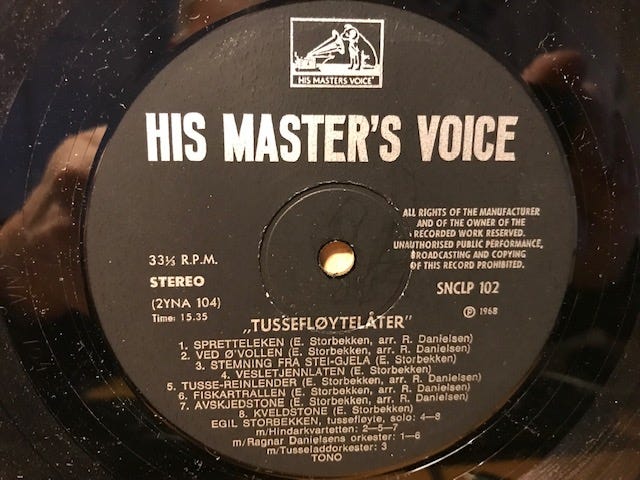 HIS MASTERS VOICE
HIS MASTER'S VOICE
ALL RIGHTS OF THE MANUFACTURER
AND OF THE OWNER OF THE
RECORDED WORK RESERVED.
UNAUTHORISED PUBLIC PERFORMANCE,
BROADCASTING AND COPYING
OF THIS RECORD PROHIBITED.
33⅓ R.P.M.
STEREO
(2YNA 104)
Time: 15.35
SNCLP 102
Ⓟ 1968
„TUSSEFLØYTELÅTER"
1. SPRETTELEKEN (E. Storbekken, arr. R. Danielsen)
2. VED Ø'VOLLEN (E. Storbekken, arr. R. Danielsen)
3. STEMNING FRA STEI-GJELA (E. Storbekken)
4. VESLETJENNLÅTEN (E. Storbekken)
5. TUSSE-REINLENDER (E. Storbekken, arr. R. Danielsen)
6. FISKARTRALLEN (E. Storbekken, arr. R. Danielsen)
7. AVSKJEDSTONE (E. Storbekken, arr. R. Danielsen)
8. KVELDSTONE (E. Storbekken)
EGIL STORBEKKEN, tussefløyte, solo: 4—8
m/Hindarkvartetten: 2—5—7
m/Ragnar Danielsens orkester: 1—6
m/Tusseladdorkester: 3
TONO